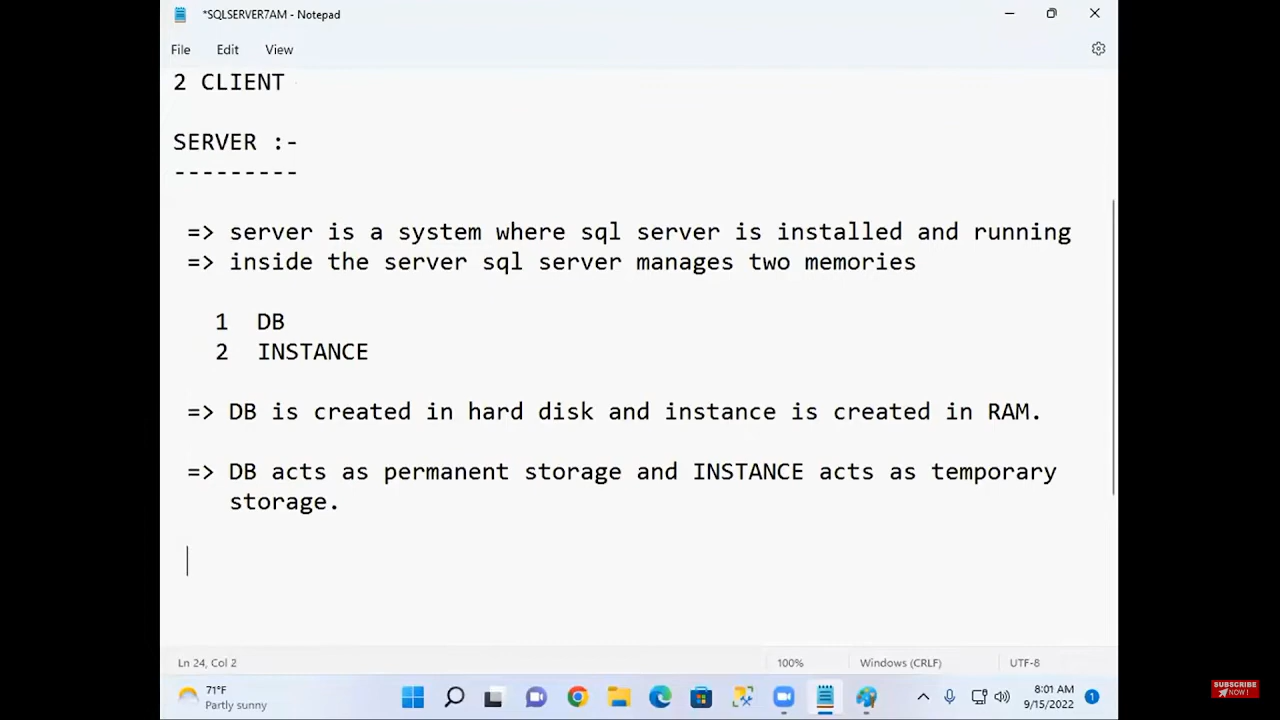 *SQLSERVER7AM - Notepad
File Edit View
2 CLIENT
SERVER :-
---------
=> server is a system where sql server is installed and running
=> inside the server sql server manages two memories
1 DB
2 INSTANCE
=> DB is created in hard disk and instance is created in RAM.
=> DB acts as permanent storage and INSTANCE acts as temporary
storage.
Ln 24, Col 2 100% Windows (CRLF) UTF-8
71°F
Partly sunny
8:01 AM
9/15/2022
1
SUBSCRIBE
NOW!